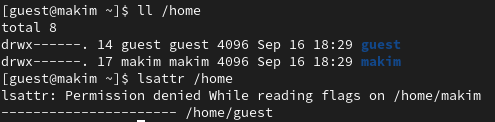 [guest@makim ~]$ ll /home
total 8
drwx------. 14 guest guest 4096 Sep 16 18:29 guest
drwx------. 17 makim makim 4096 Sep 16 18:29 makim
[guest@makim ~]$ lsattr /home
lsattr: Permission denied While reading flags on /home/makim
---------------------- /home/guest